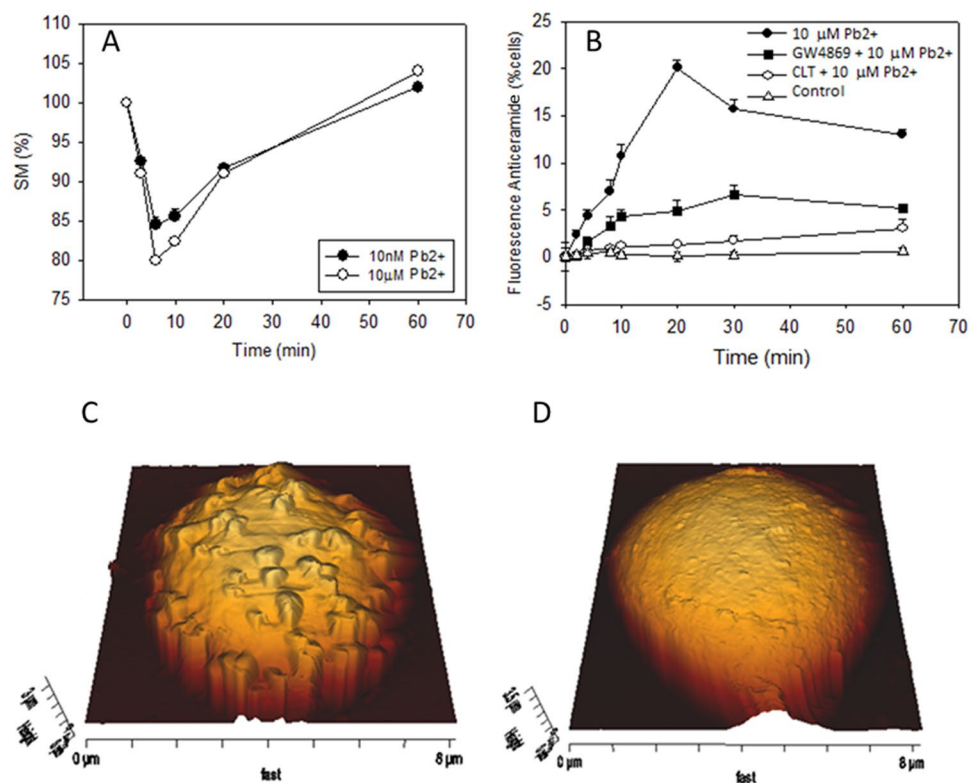 A
110
105
100
95
90
85
80
75
SM (%)
10nM Pb2+
10µM Pb2+
0 10 20 30 40 50 60 70
Time (min)
B
25
20
15
10
5
0
-5
Fluorescence Anticeramide (%cells)
10 µM Pb2+
GW4869 + 10 µM Pb2+
CLT + 10 µM Pb2+
Control
0 10 20 30 40 50 60 70
Time (min)
C
0 µm 8 µm
fast
D
0 µm 8 µm
fast